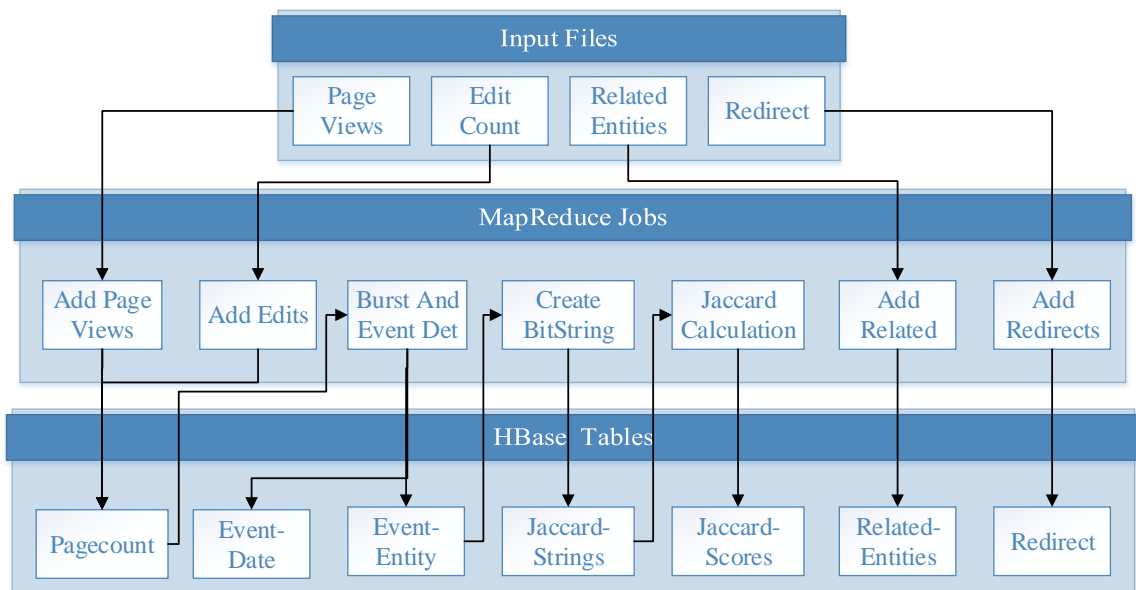 Input Files
Page
Views
Edit
Count
Related
Entities
Redirect
MapReduce Jobs
Add Page
Views
Add Edits
Burst And
Event Det
Create
BitString
Jaccard
Calculation
Add
Related
Add
Redirects
HBase Tables
Pagecount
Event-
Date
Event-
Entity
Jaccard-
Strings
Jaccard-
Scores
Related-
Entities
Redirect